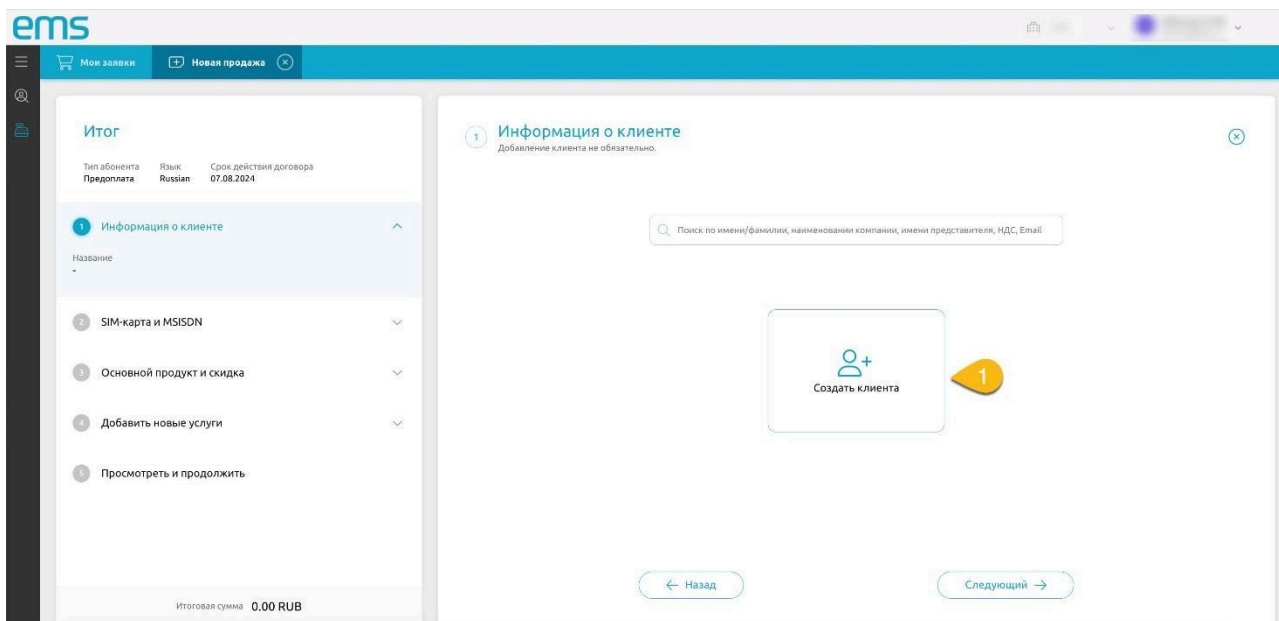 ems
Мои заявки
Новая продажа
Итог
Тип абонента Язык Срок действия договора
Предоплата Russian 07.08.2024
1 Информация о клиенте
Название
-
2 SIM-карта и MSISDN
3 Основной продукт и скидка
4 Добавить новые услуги
5 Просмотреть и продолжить
Итоговая сумма 0.00 RUB
1 Информация о клиенте
Добавление клиента не обязательно.
Поиск по имени/фамилии, наименовании компании, имени представителя, НДС, Email
Создать клиента
1
← Назад
Следующий →